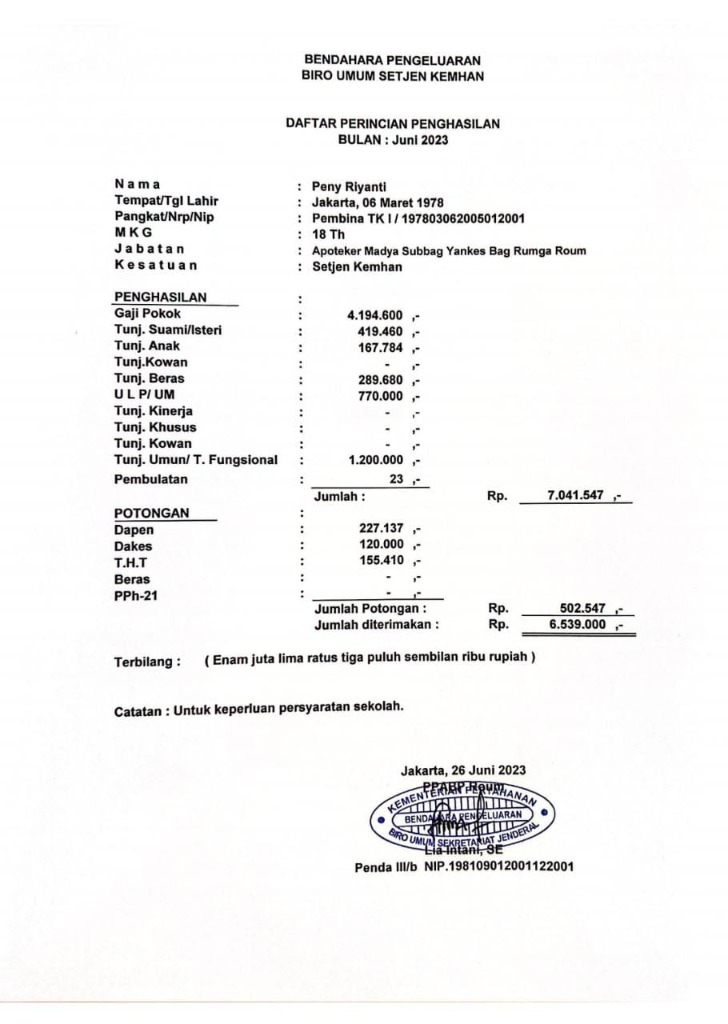 BENDAHARA PENGELUARAN
BIRO UMUM SETJEN KEMHAN
DAFTAR PERINCIAN PENGHASILAN
BULAN : Juni 2023
N a m a : Peny Riyanti
Tempat/Tgl Lahir : Jakarta, 06 Maret 1978
Pangkat/Nrp/Nip : Pembina TK I / 197803062005012001
M K G : 18 Th
J a b a t a n : Apoteker Madya Subbag Yankes Bag Rumga Roum
K e s a t u a n : Setjen Kemhan
PENGHASILAN :
Gaji Pokok : 4.194.600 ,-
Tunj. Suami/Isteri : 419.460 ,-
Tunj. Anak : 167.784 ,-
Tunj.Kowan : - ,-
Tunj. Beras : 289.680 ,-
U L P/ UM : 770.000 ,-
Tunj. Kinerja : - ,-
Tunj. Khusus : - ,-
Tunj. Kowan : - ,-
Tunj. Umun/ T. Fungsional : 1.200.000 ,-
Pembulatan : 23 ,-
Jumlah : Rp. 7.041.547 ,-
POTONGAN :
Dapen : 227.137 ,-
Dakes : 120.000 ,-
T.H.T : 155.410 ,-
Beras : - ,-
PPh-21 : - ,-
Jumlah Potongan : Rp. 502.547 ,-
Jumlah diterimakan : Rp. 6.539.000 ,-
Terbilang : ( Enam juta lima ratus tiga puluh sembilan ribu rupiah )
Catatan : Untuk keperluan persyaratan sekolah.
Jakarta, 26 Juni 2023
PPABP Roum
KEMENTERIAN PERTAHANAN
BENDAHARA PENGELUARAN
BIRO UMUM SEKRETARIAT JENDERAL
Lia Intani, SE
Penda III/b NIP.198109012001122001